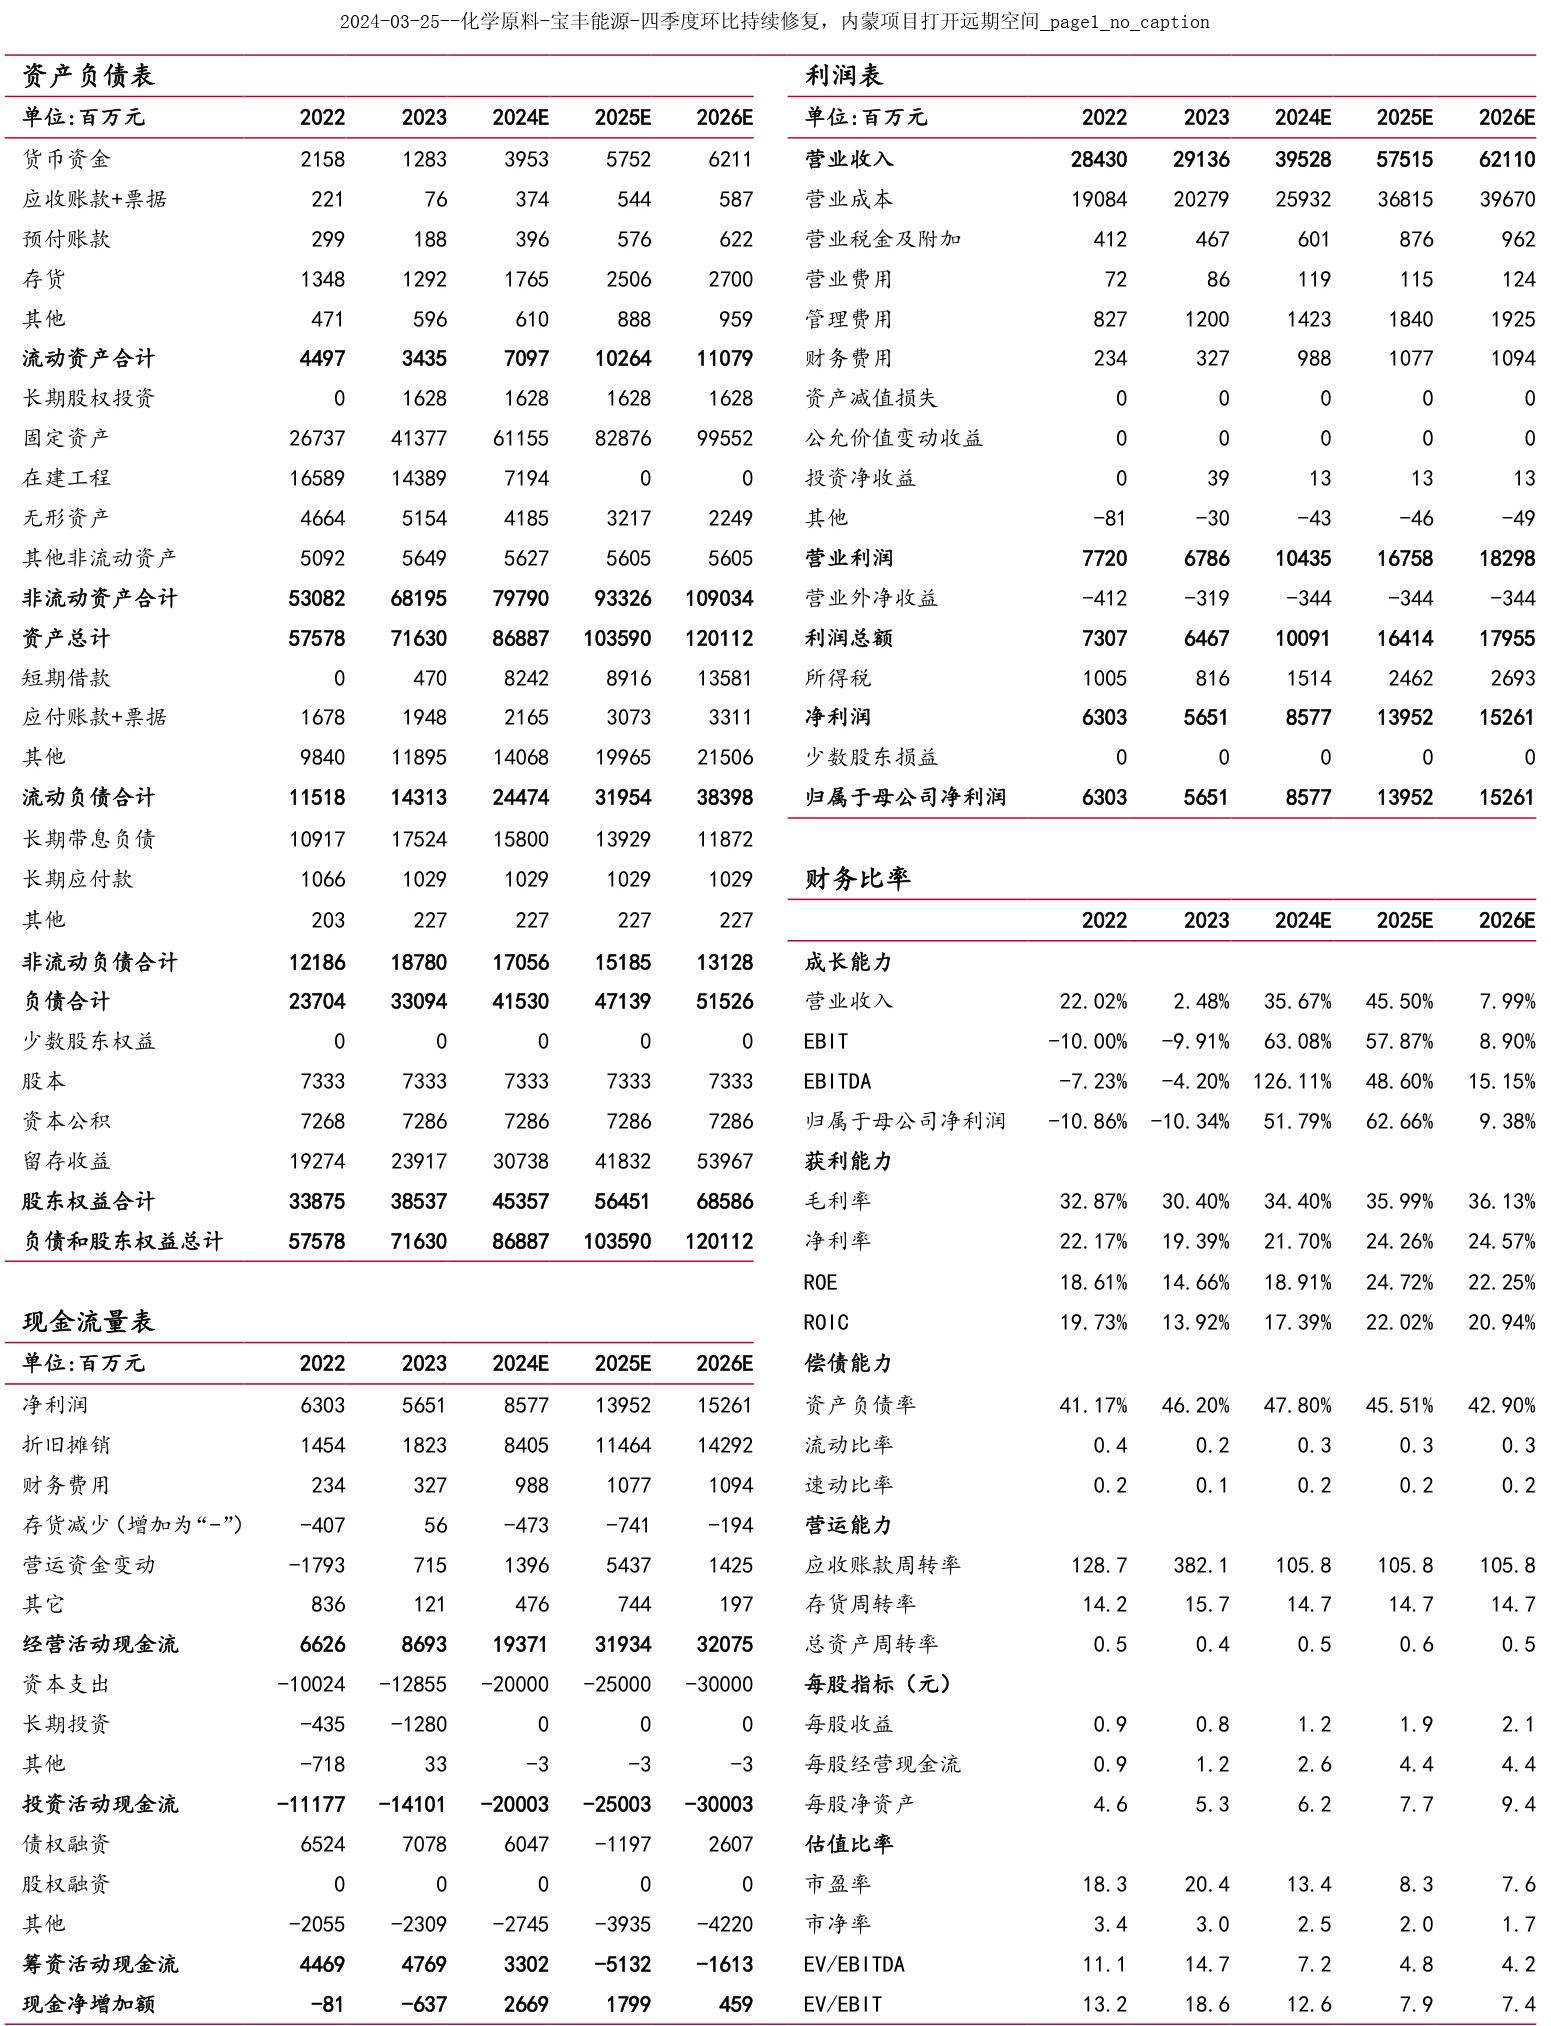 2024-03-25--化学原料-宝丰能源-四季度环比持续修复，内蒙项目打开远期空间_page1_no_caption
资产负债表
单位:百万元 2022 2023 2024E 2025E 2026E
货币资金 2158 1283 3953 5752 6211
应收账款+票据 221 76 374 544 587
预付账款 299 188 396 576 622
存货 1348 1292 1765 2506 2700
其他 471 596 610 888 959
流动资产合计 4497 3435 7097 10264 11079
长期股权投资 0 1628 1628 1628 1628
固定资产 26737 41377 61155 82876 99552
在建工程 16589 14389 7194 0 0
无形资产 4664 5154 4185 3217 2249
其他非流动资产 5092 5649 5627 5605 5605
非流动资产合计 53082 68195 79790 93326 109034
资产总计 57578 71630 86887 103590 120112
短期借款 0 470 8242 8916 13581
应付账款+票据 1678 1948 2165 3073 3311
其他 9840 11895 14068 19965 21506
流动负债合计 11518 14313 24474 31954 38398
长期带息负债 10917 17524 15800 13929 11872
长期应付款 1066 1029 1029 1029 1029
其他 203 227 227 227 227
非流动负债合计 12186 18780 17056 15185 13128
负债合计 23704 33094 41530 47139 51526
少数股东权益 0 0 0 0 0
股本 7333 7333 7333 7333 7333
资本公积 7268 7286 7286 7286 7286
留存收益 19274 23917 30738 41832 53967
股东权益合计 33875 38537 45357 56451 68586
负债和股东权益总计 57578 71630 86887 103590 120112
现金流量表
单位:百万元 2022 2023 2024E 2025E 2026E
净利润 6303 5651 8577 13952 15261
折旧摊销 1454 1823 8405 11464 14292
财务费用 234 327 988 1077 1094
存货减少（增加为“-”） -407 56 -473 -741 -194
营运资金变动 -1793 715 1396 5437 1425
其它 836 121 476 744 197
经营活动现金流 6626 8693 19371 31934 32075
资本支出 -10024 -12855 -20000 -25000 -30000
长期投资 -435 -1280 0 0 0
其他 -718 33 -3 -3 -3
投资活动现金流 -11177 -14101 -20003 -25003 -30003
债权融资 6524 7078 6047 -1197 2607
股权融资 0 0 0 0 0
其他 -2055 -2309 -2745 -3935 -4220
筹资活动现金流 4469 4769 3302 -5132 -1613
现金净增加额 -81 -637 2669 1799 459
利润表
单位:百万元 2022 2023 2024E 2025E 2026E
营业收入 28430 29136 39528 57515 62110
营业成本 19084 20279 25932 36815 39670
营业税金及附加 412 467 601 876 962
营业费用 72 86 119 115 124
管理费用 827 1200 1423 1840 1925
财务费用 234 327 988 1077 1094
资产减值损失 0 0 0 0 0
公允价值变动收益 0 0 0 0 0
投资净收益 0 39 13 13 13
其他 -81 -30 -43 -46 -49
营业利润 7720 6786 10435 16758 18298
营业外净收益 -412 -319 -344 -344 -344
利润总额 7307 6467 10091 16414 17955
所得税 1005 816 1514 2462 2693
净利润 6303 5651 8577 13952 15261
少数股东损益 0 0 0 0 0
归属于母公司净利润 6303 5651 8577 13952 15261
财务比率
2022 2023 2024E 2025E 2026E
成长能力
营业收入 22.02% 2.48% 35.67% 45.50% 7.99%
EBIT -10.00% -9.91% 63.08% 57.87% 8.90%
EBITDA -7.23% -4.20% 126.11% 48.60% 15.15%
归属于母公司净利润 -10.86% -10.34% 51.79% 62.66% 9.38%
获利能力
毛利率 32.87% 30.40% 34.40% 35.99% 36.13%
净利率 22.17% 19.39% 21.70% 24.26% 24.57%
ROE 18.61% 14.66% 18.91% 24.72% 22.25%
ROIC 19.73% 13.92% 17.39% 22.02% 20.94%
偿债能力
资产负债率 41.17% 46.20% 47.80% 45.51% 42.90%
流动比率 0.4 0.2 0.3 0.3 0.3
速动比率 0.2 0.1 0.2 0.2 0.2
营运能力
应收账款周转率 128.7 382.1 105.8 105.8 105.8
存货周转率 14.2 15.7 14.7 14.7 14.7
总资产周转率 0.5 0.4 0.5 0.6 0.5
每股指标（元）
每股收益 0.9 0.8 1.2 1.9 2.1
每股经营现金流 0.9 1.2 2.6 4.4 4.4
每股净资产 4.6 5.3 6.2 7.7 9.4
估值比率
市盈率 18.3 20.4 13.4 8.3 7.6
市净率 3.4 3.0 2.5 2.0 1.7
EV/EBITDA 11.1 14.7 7.2 4.8 4.2
EV/EBIT 13.2 18.6 12.6 7.9 7.4